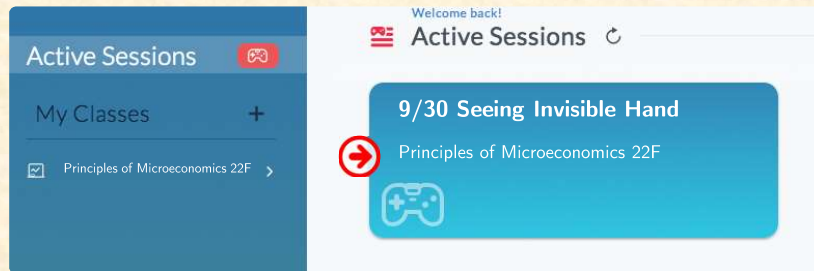 Active Sessions
My Classes +
Principles of Microeconomics 22F
Welcome back!
Active Sessions
9/30 Seeing Invisible Hand
Principles of Microeconomics 22F